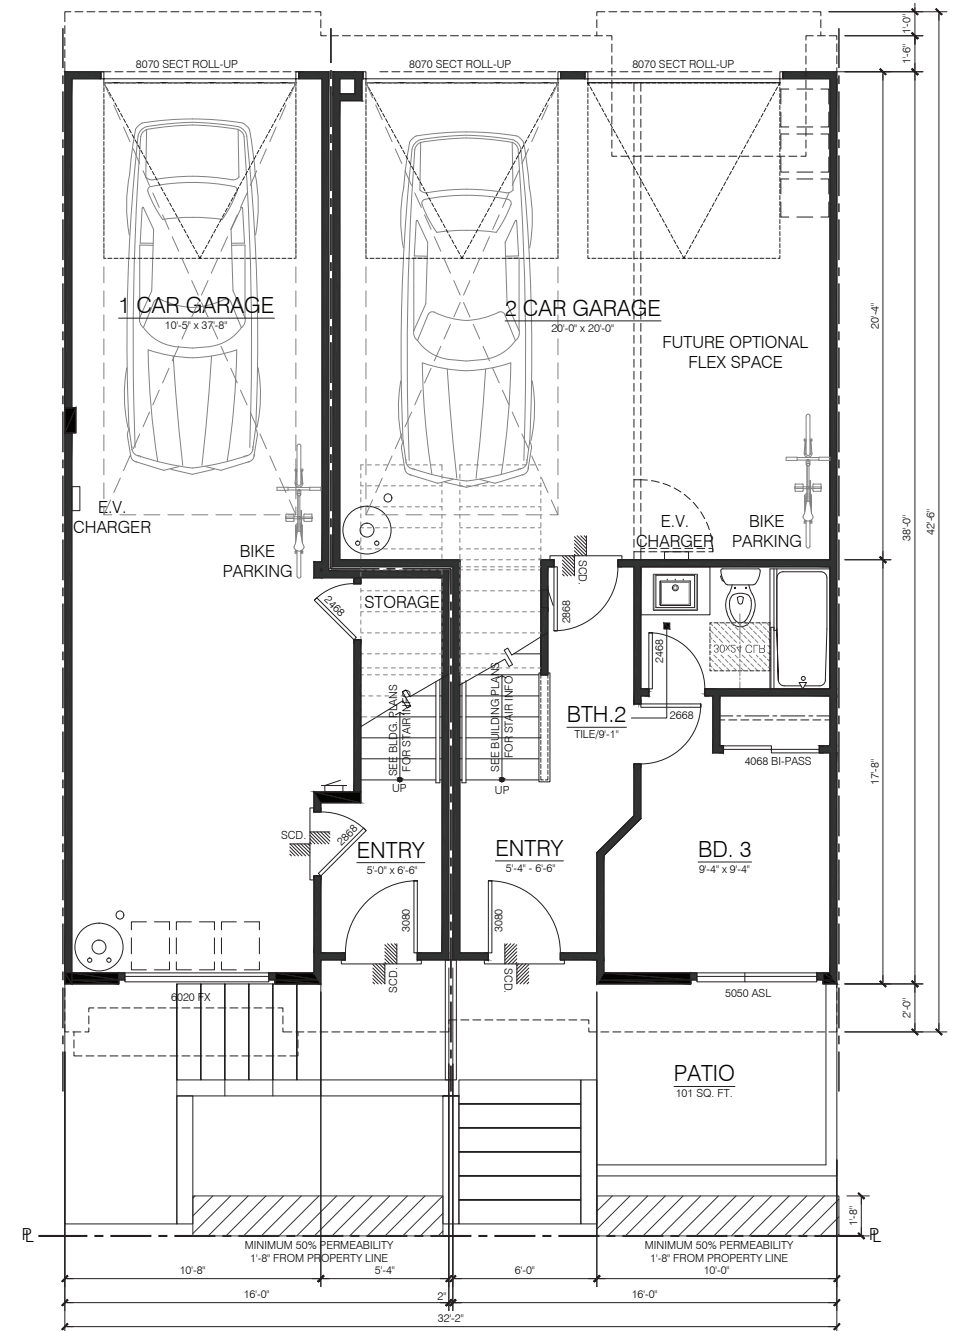 1'-0"
1'-6"
8070 SECT ROLL-UP
8070 SECT ROLL-UP
8070 SECT ROLL-UP
1 CAR GARAGE
10'-5" x 37'-8"
2 CAR GARAGE
20'-0" x 20'-0"
20'-4"
FUTURE OPTIONAL
FLEX SPACE
E.V.
CHARGER
BIKE
PARKING
E.V.
CHARGER
BIKE
PARKING
38'-0"
42'-6"
SCD.
2468
STORAGE
2868
2468
30x54 CLR
SEE BLDG. PLANS
FOR STAIR INFO
SEE BUILDING PLANS
FOR STAIR INFO
BTH.2
TILE/9'-1"
2668
4068 BI-PASS
17'-8"
UP
UP
SCD.
2868
ENTRY
5'-0" x 6'-6"
ENTRY
5'-4" - 6'-6"
BD. 3
9'-4" x 9'-4"
3080
3080
SCD.
SCD.
6020 FX
5050 ASL
2'-0"
PATIO
101 SQ. FT.
1'-8"
PL
PL
MINIMUM 50% PERMEABILITY
1'-8" FROM PROPERTY LINE
MINIMUM 50% PERMEABILITY
1'-8" FROM PROPERTY LINE
10'-8"
5'-4"
6'-0"
10'-0"
16'-0"
2"
16'-0"
32'-2"